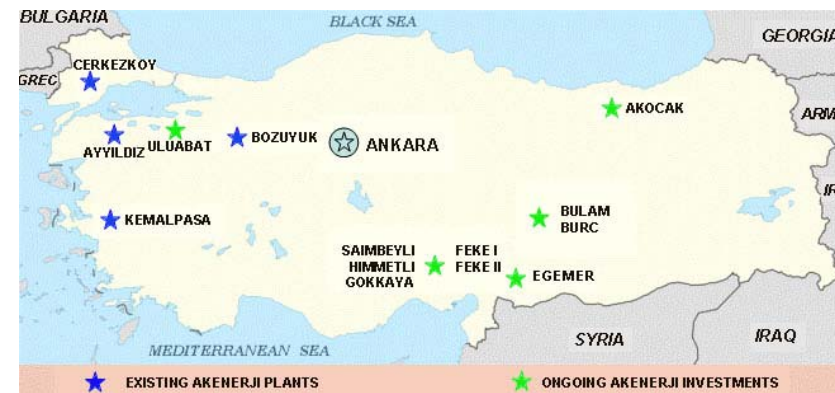 BULGARIA
BLACK SEA
GEORGIA
CERKEZKOY
GREC
AKOCAK
ARM
AYYILDIZ
ULUABAT
BOZUYUK
ANKARA
KEMALPASA
BULAM
BURC
SAIMBEYLI
HIMMETLI
GOKKAYA
FEKE I
FEKE II
EGEMER
SYRIA
IRAQ
MEDITERRANEAN SEA
EXISTING AKENERJI PLANTS
ONGOING AKENERJI INVESTMENTS